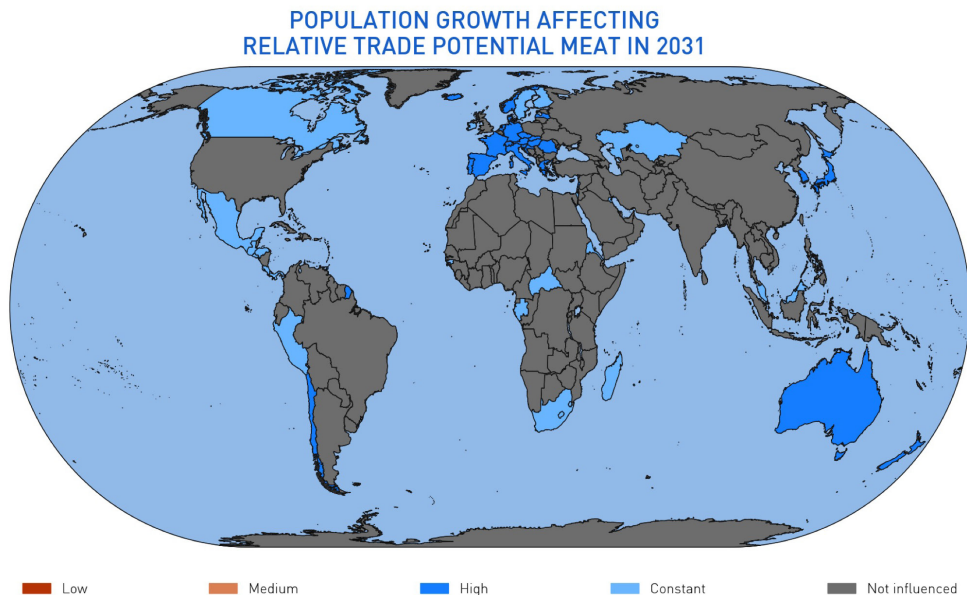 POPULATION GROWTH AFFECTING
RELATIVE TRADE POTENTIAL MEAT IN 2031
Low
Medium
High
Constant
Not influenced